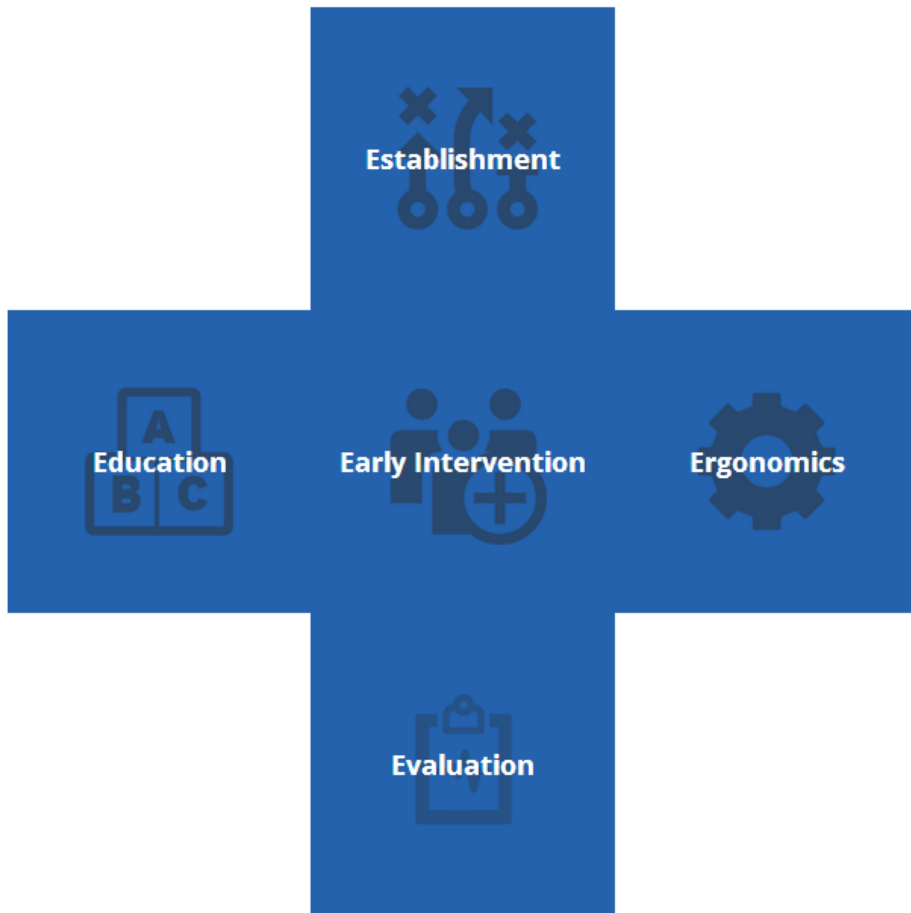 Establishment
A
B C
Education
Early Intervention
Ergonomics
Evaluation